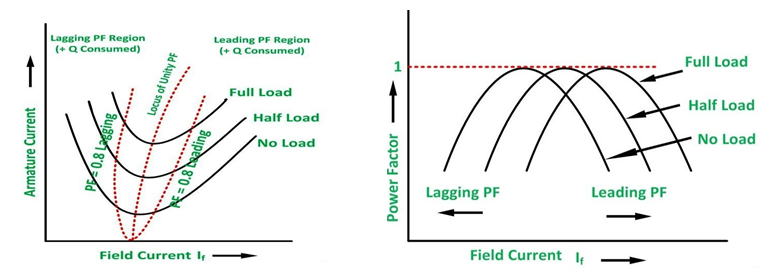 Lagging PF Region
(+ Q Consumed)
Leading PF Region
(+ Q Consumed)
Locus of Unity PF
Full Load
Half Load
No Load
PF = 0.8 Lagging
PF = 0.8 Loading
Armature Current
Field Current If
1
Full Load
Half Load
No Load
Power Factor
Lagging PF
Leading PF
Field Current If